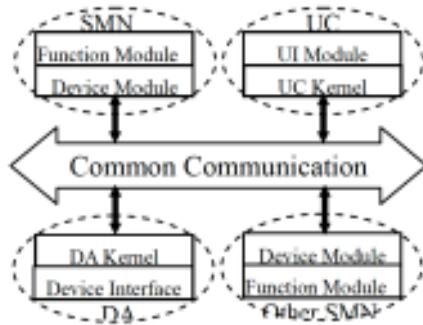 SMN
Function Module
Device Module
UC
UI Module
UC Kernel
Common Communication
DA Kernel
Device Interface
DA
Device Module
Function Module
Other SMN